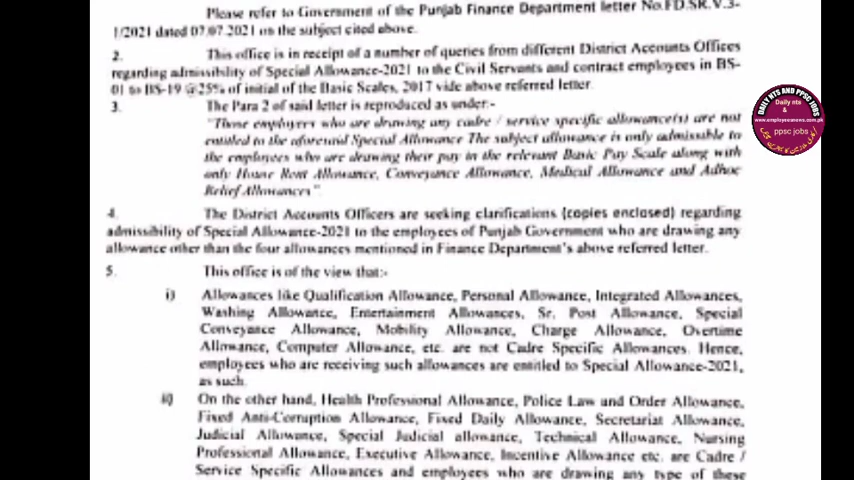 Please refer to Government of the Punjab Finance Department letter No.FD.SR.V.3-
1/2021 dated 07.07.2021 on the subject cited above.
2. This office is in receipt of a number of queries from different District Accounts Offices
regarding admissibility of Special Allowance-2021 to the Civil Servants and contract employees in BS-
01 to BS-19 @25% of initial of the Basic Scales, 2017 vide above referred letter.
3. The Para 2 of said letter is reproduced as under:-
"Those employees who are drawing any cadre / service specific allowance(s) are not
entitled to the aforesaid Special Allowance The subject allowance is only admissible to
the employees who are drawing their pay in the relevant Basic Pay Scale along with
only House Rent Allowance, Conveyance Allowance, Medical Allowance and Adhoc
Relief Allowances".
4. The District Accounts Officers are seeking clarifications (copies enclosed) regarding
admissibility of Special Allowance-2021 to the employees of Punjab Government who are drawing any
allowance other than the four allowances mentioned in Finance Department's above referred letter.
5. This office is of the view that:-
i) Allowances like Qualification Allowance, Personal Allowance, Integrated Allowances,
Washing Allowance, Entertainment Allowances, Sr. Post Allowance, Special
Conveyance Allowance, Mobility Allowance, Charge Allowance, Overtime
Allowance, Computer Allowance, etc. are not Cadre Specific Allowances. Hence,
employees who are receiving such allowances are entitled to Special Allowance-2021,
as such.
ii) On the other hand, Health Professional Allowance, Police Law and Order Allowance,
Fixed Anti-Corruption Allowance, Fixed Daily Allowance, Secretariat Allowance,
Judicial Allowance, Special Judicial allowance, Technical Allowance, Nursing
Professional Allowance, Executive Allowance, Incentive Allowance etc. are Cadre /
Service Specific Allowances and employees who are drawing any type of these
DAILY NTS AND PPSC JOBS
Daily nts
&
www.employeesnews.com.pk
ppsc jobs